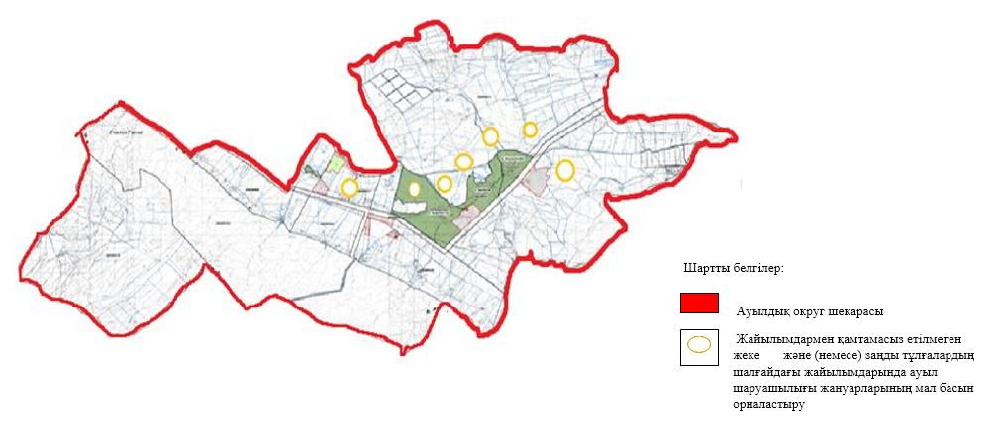 Шартты белгілер:
Ауылдық округ шекарасы
Жайылымдармен қамтамасыз етілмеген
жеке және (немесе) заңды тұлғалардың
шалғайдағы жайылымдарында ауыл
шаруашылығы жануарларының мал басын
орналастыру